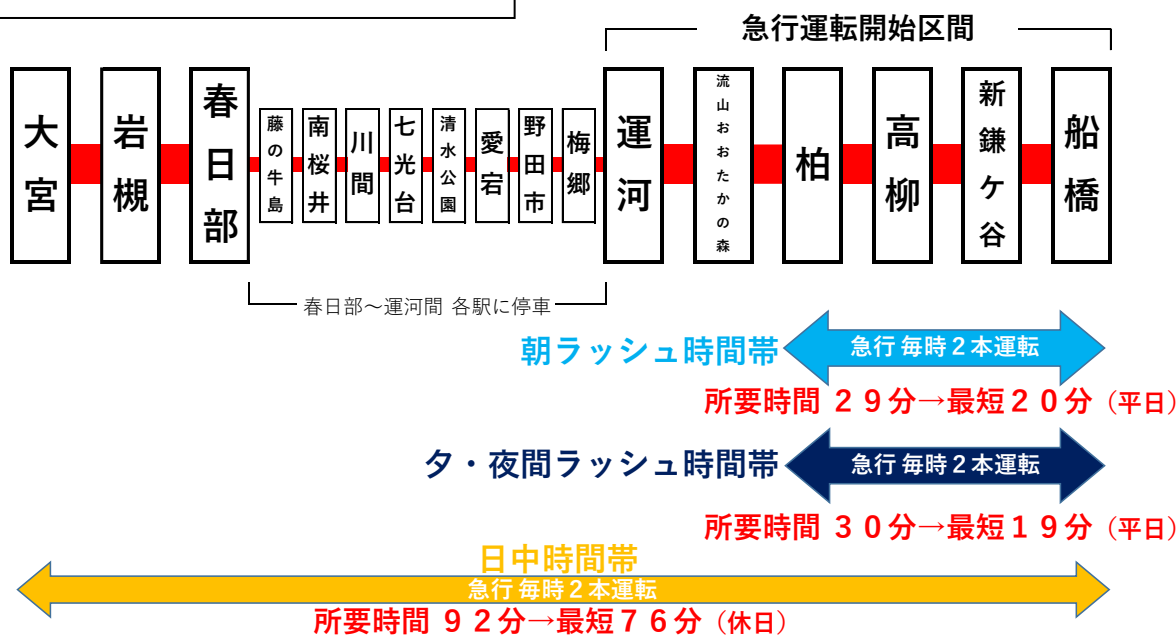 急行運転開始区間
大宮
岩槻
春日部
藤の牛島
南桜井
川間
七光台
清水公園
愛宕
野田市
梅郷
運河
流山おおたかの森
柏
高柳
新鎌ケ谷
船橋
春日部～運河間 各駅に停車
朝ラッシュ時間帯
急行 毎時２本運転
所要時間 ２９分→最短２０分（平日）
夕・夜間ラッシュ時間帯
急行 毎時２本運転
所要時間 ３０分→最短１９分（平日）
日中時間帯
急行 毎時２本運転
所要時間 ９２分→最短７６分（休日）